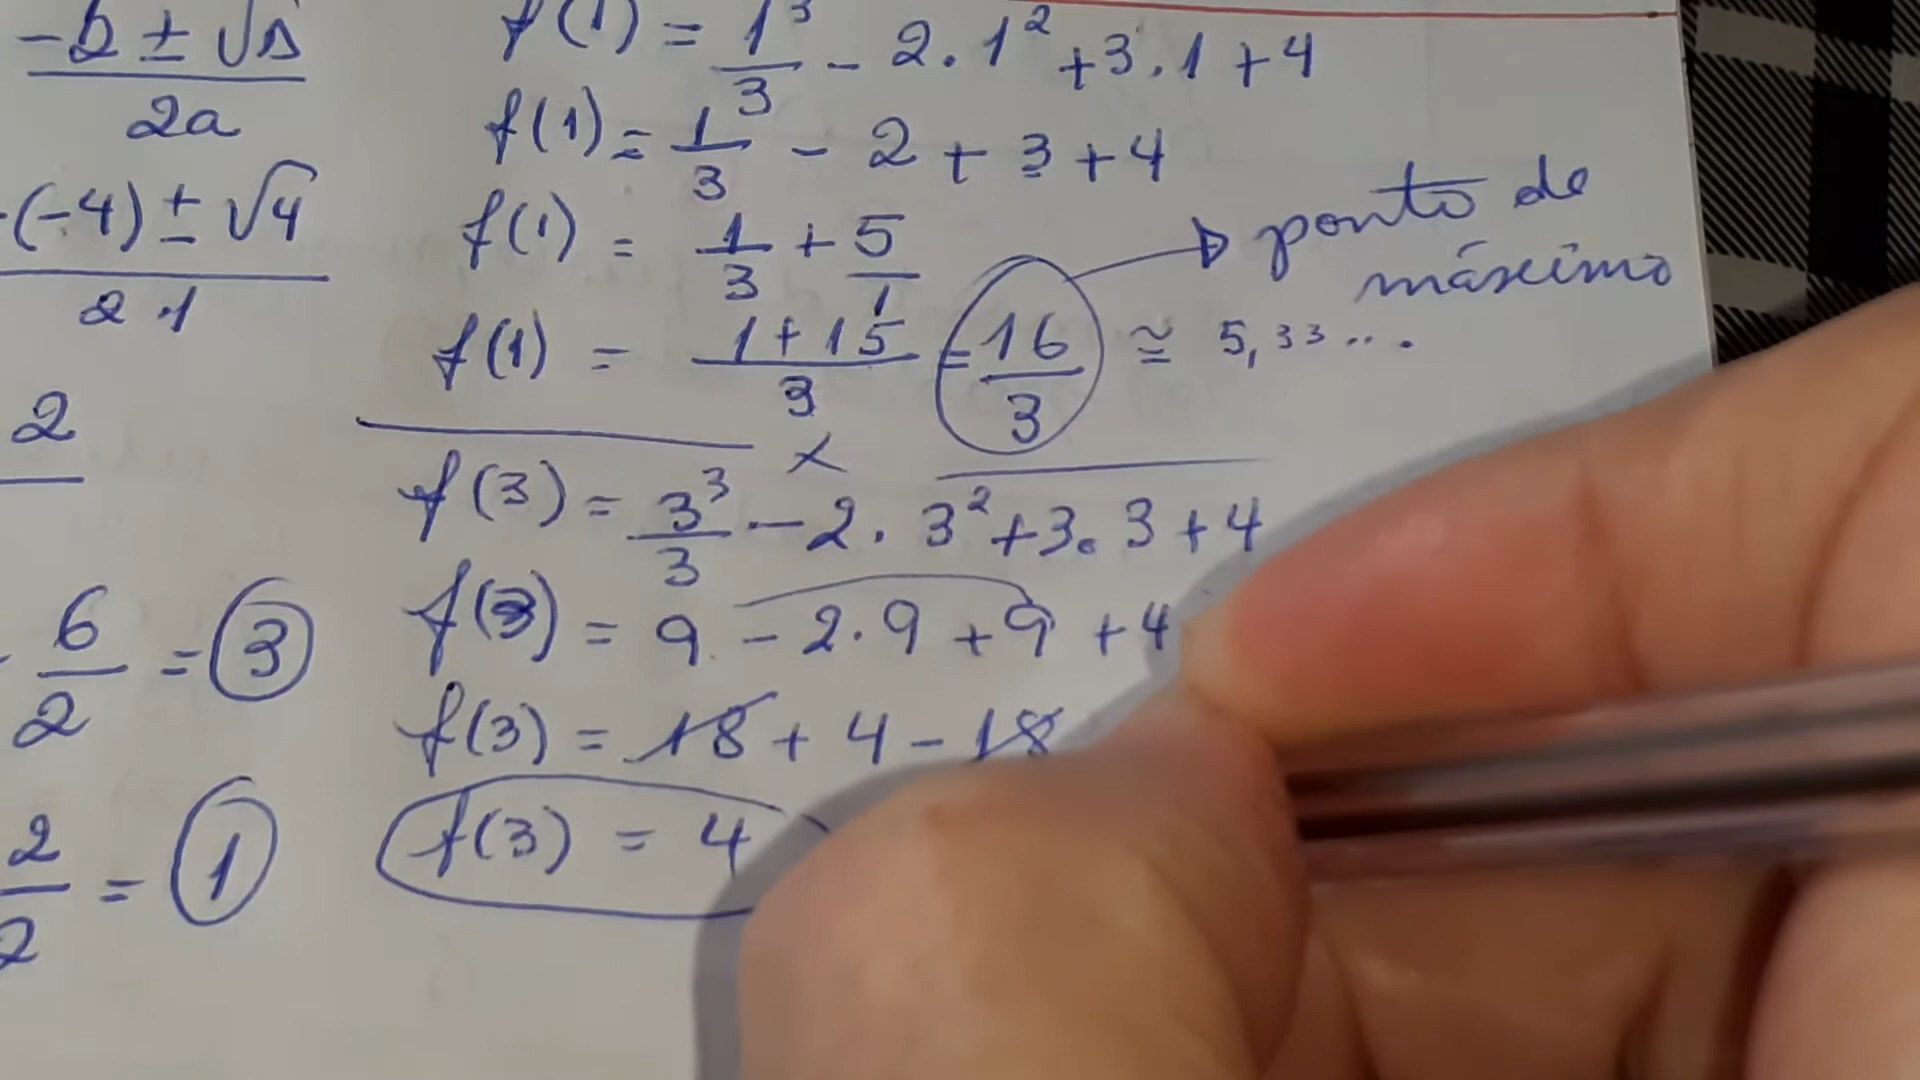 -b ± √Δ
2a
-(-4) ± √4
2.1
2
6/2 = 3
2/2 = 1
f(1) = 1³/3 - 2.1² + 3.1 + 4
f(1) = 1/3 - 2 + 3 + 4
f(1) = 1/3 + 5/1
f(1) = 1+15/3 = 16/3 ≅ 5,33...
ponto de
máximo
x
f(3) = 3³/3 - 2.3² + 3.3 + 4
f(3) = 9 - 2.9 + 9 + 4
f(3) = 18 + 4 - 18
f(3) = 4